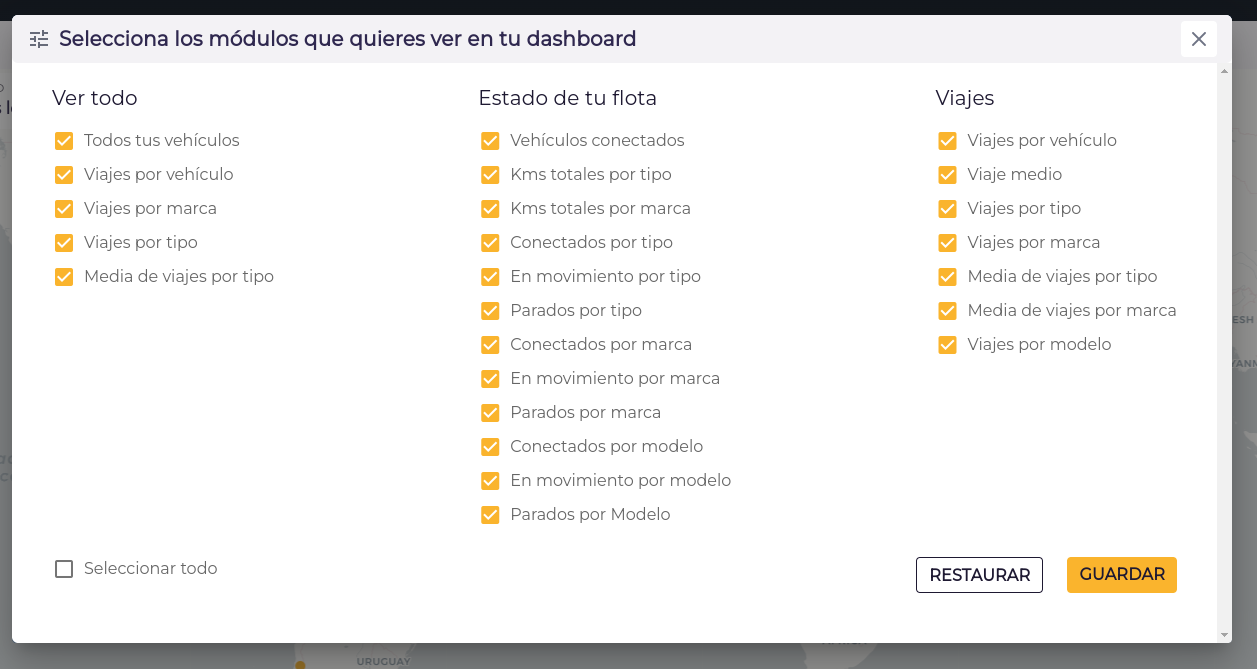 Selecciona los módulos que quieres ver en tu dashboard
Ver todo
Todos tus vehículos
Viajes por vehículo
Viajes por marca
Viajes por tipo
Media de viajes por tipo
Estado de tu flota
Vehículos conectados
Kms totales por tipo
Kms totales por marca
Conectados por tipo
En movimiento por tipo
Parados por tipo
Conectados por marca
En movimiento por marca
Parados por marca
Conectados por modelo
En movimiento por modelo
Parados por Modelo
Viajes
Viajes por vehículo
Viaje medio
Viajes por tipo
Viajes por marca
Media de viajes por tipo
Media de viajes por marca
Viajes por modelo
Seleccionar todo
RESTAURAR
GUARDAR
URUGUAY